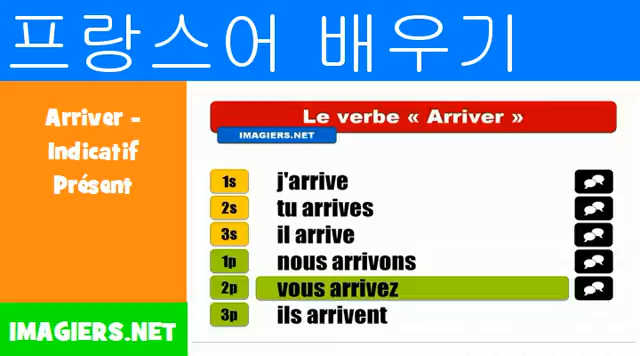 프랑스어 배우기
Arriver -
Indicatif
Présent
IMAGIERS.NET
Le verbe « Arriver »
IMAGIERS.NET
1s j'arrive
2s tu arrives
3s il arrive
1p nous arrivons
2p vous arrivez
3p ils arrivent